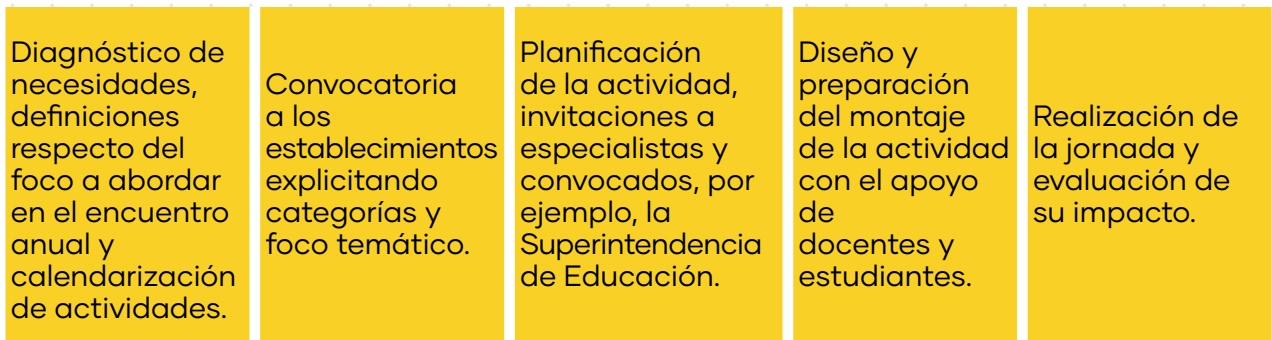 Diagnóstico de
necesidades,
definiciones
respecto del
foco a abordar
en el encuentro
anual y
calendarización
de actividades.
Convocatoria
a los
establecimientos
explicitando
categorías y
foco temático.
Planificación
de la actividad,
invitaciones a
especialistas y
convocados, por
ejemplo, la
Superintendencia
de Educación.
Diseño y
preparación
del montaje
de la actividad
con el apoyo
de
docentes y
estudiantes.
Realización de
la jornada y
evaluación de
su impacto.